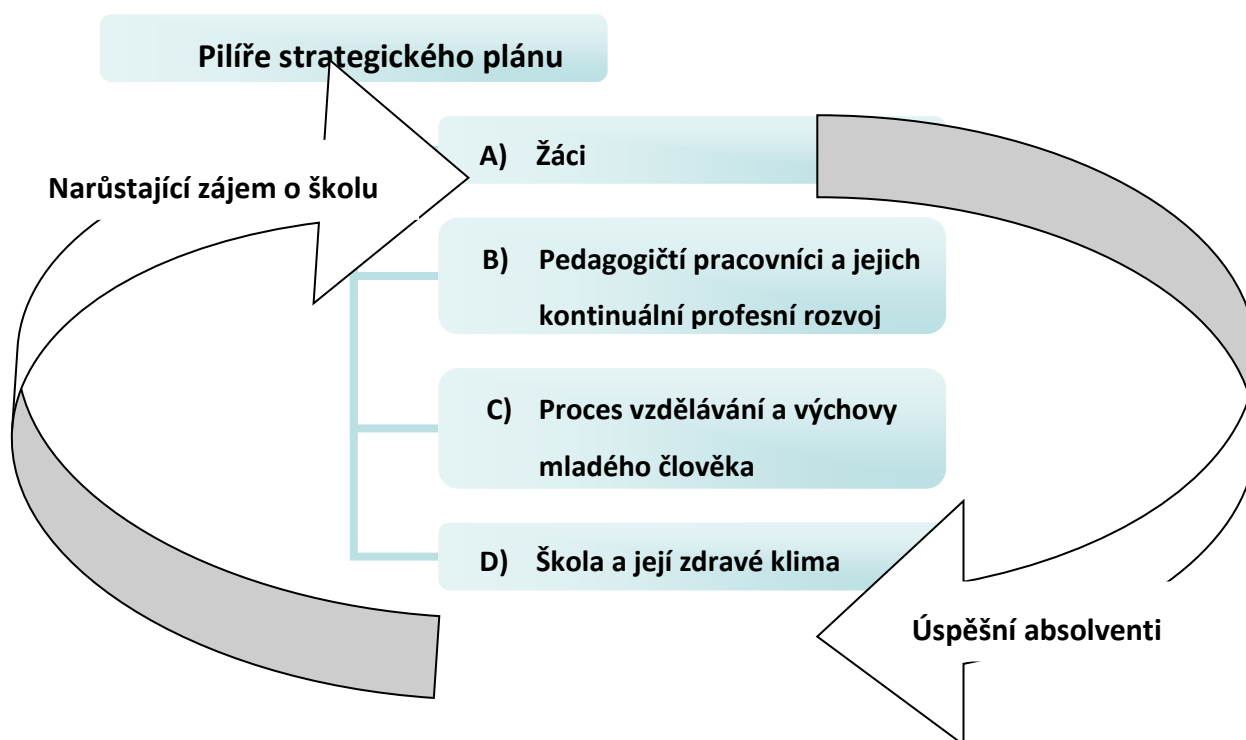 Pilíře strategického plánu
A) Žáci
Narůstající zájem o školu
B) Pedagogičtí pracovníci a jejich
kontinuální profesní rozvoj
C) Proces vzdělávání a výchovy
mladého člověka
D) Škola a její zdravé klima
Úspěšní absolventi